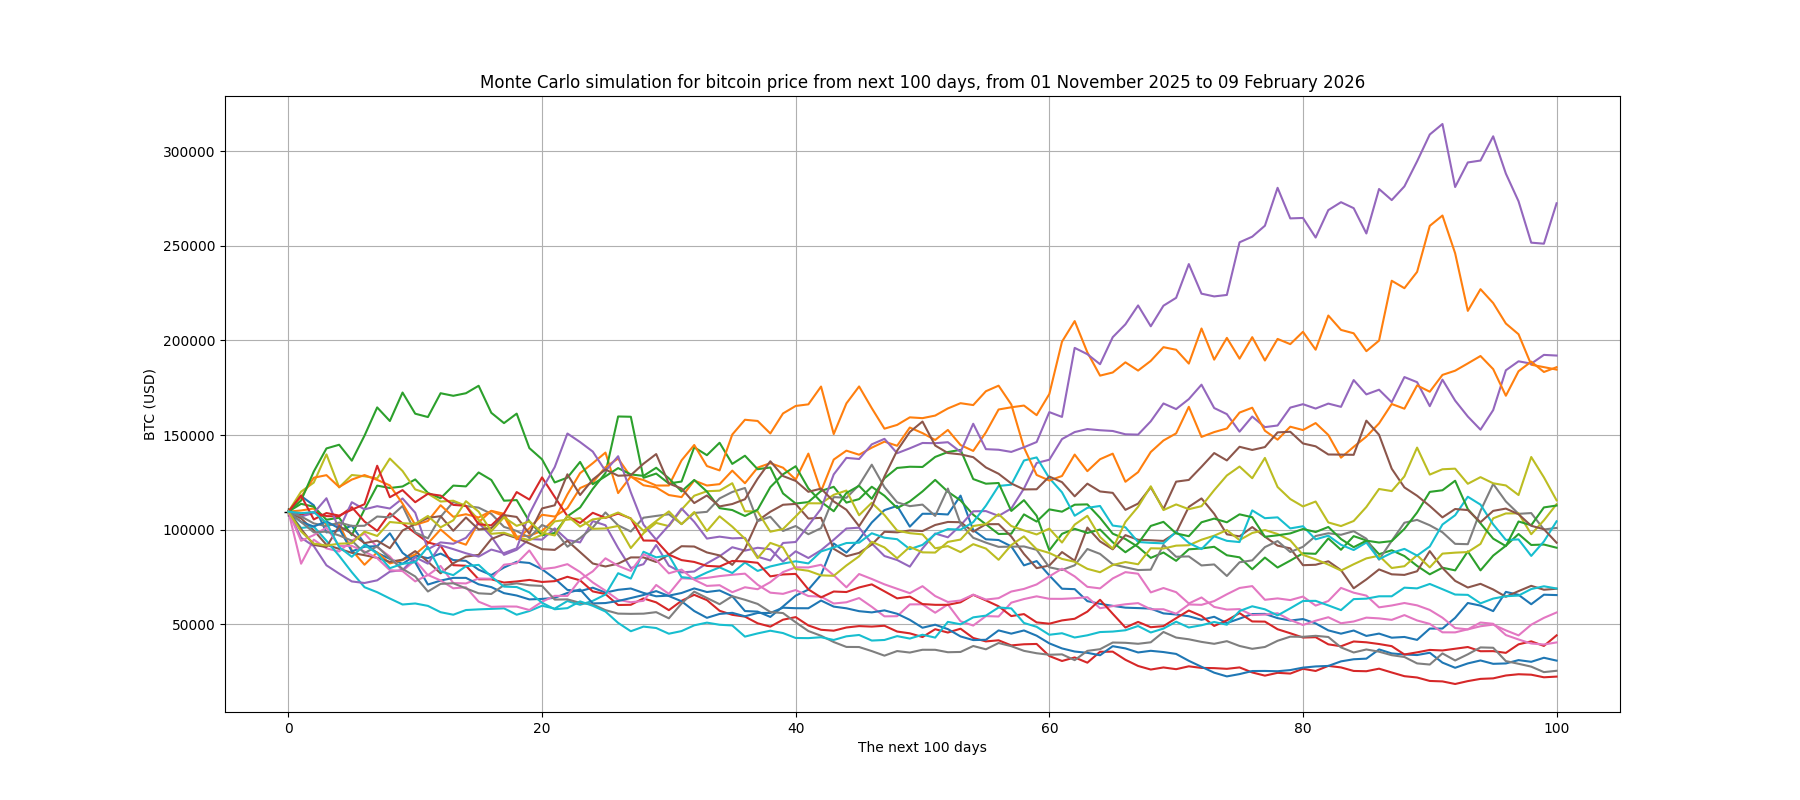 Monte Carlo simulation for bitcoin price from next 100 days, from 01 November 2025 to 09 February 2026
300000
250000
200000
150000
100000
50000
BTC (USD)
0 20 40 60 80 100
The next 100 days